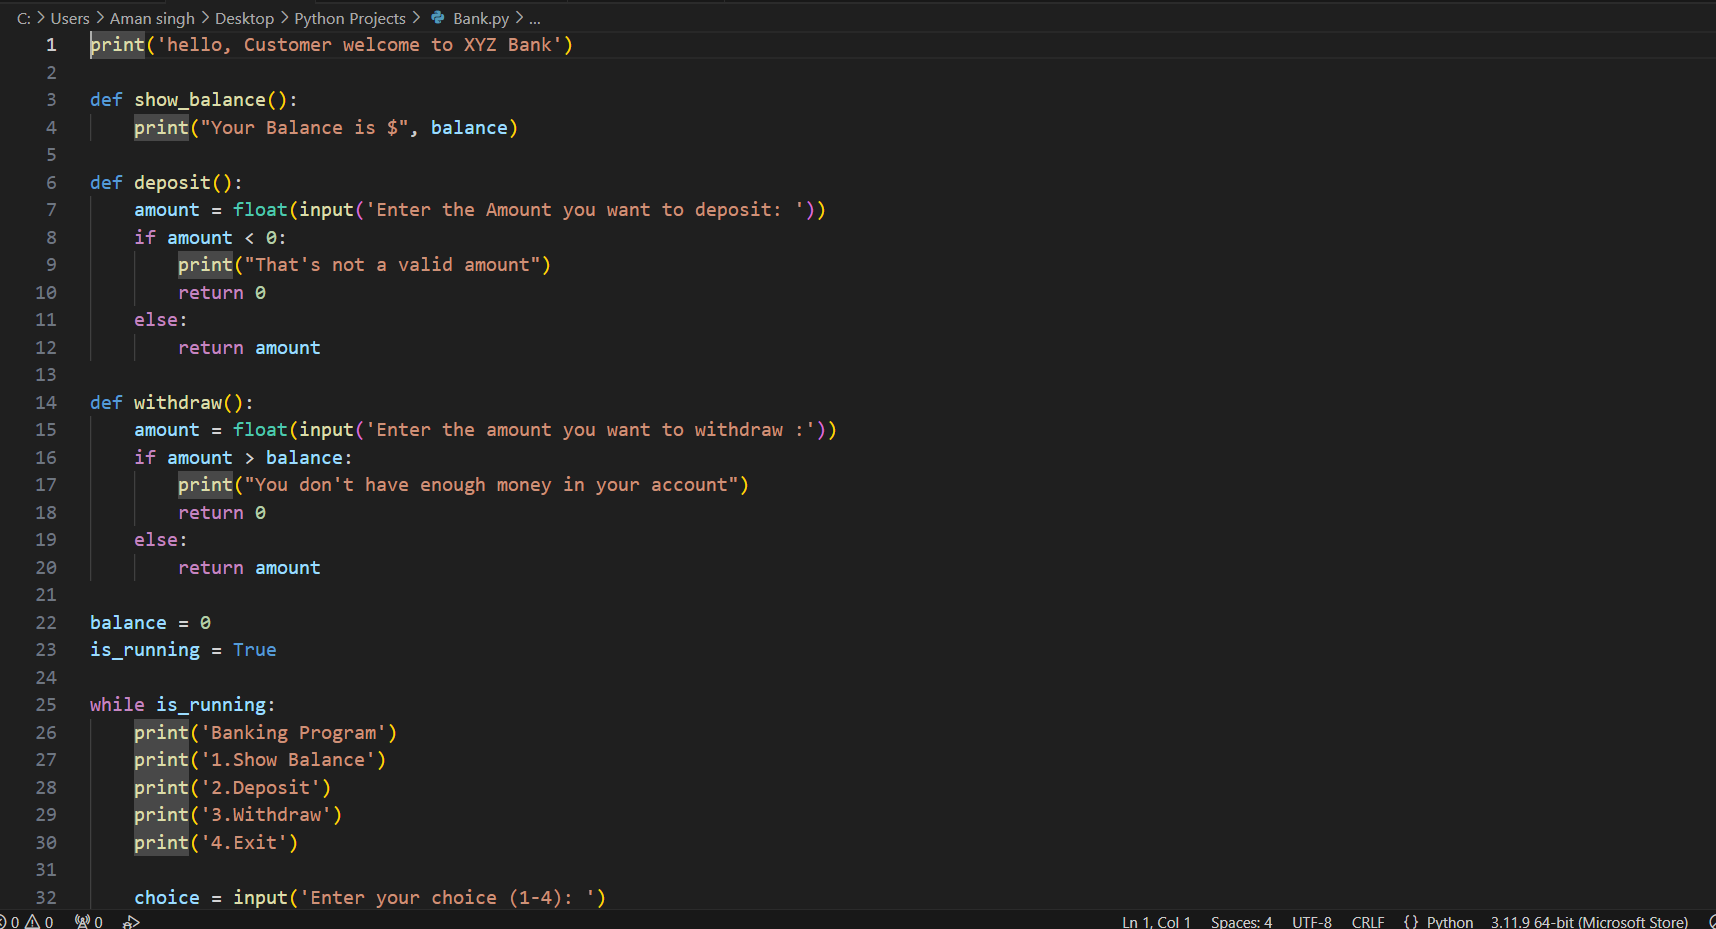 C: > Users > Aman singh > Desktop > Python Projects > Bank.py > ...
1 print('hello, Customer welcome to XYZ Bank')
2
3 def show_balance():
4     print("Your Balance is $", balance)
5
6 def deposit():
7     amount = float(input('Enter the Amount you want to deposit: '))
8     if amount < 0:
9         print("That's not a valid amount")
10         return 0
11     else:
12         return amount
13
14 def withdraw():
15     amount = float(input('Enter the amount you want to withdraw :'))
16     if amount > balance:
17         print("You don't have enough money in your account")
18         return 0
19     else:
20         return amount
21
22 balance = 0
23 is_running = True
24
25 while is_running:
26     print('Banking Program')
27     print('1.Show Balance')
28     print('2.Deposit')
29     print('3.Withdraw')
30     print('4.Exit')
31
32     choice = input('Enter your choice (1-4): ')
0 0 0 Ln 1, Col 1 Spaces: 4 UTF-8 CRLF {} Python 3.11.9 64-bit (Microsoft Store)